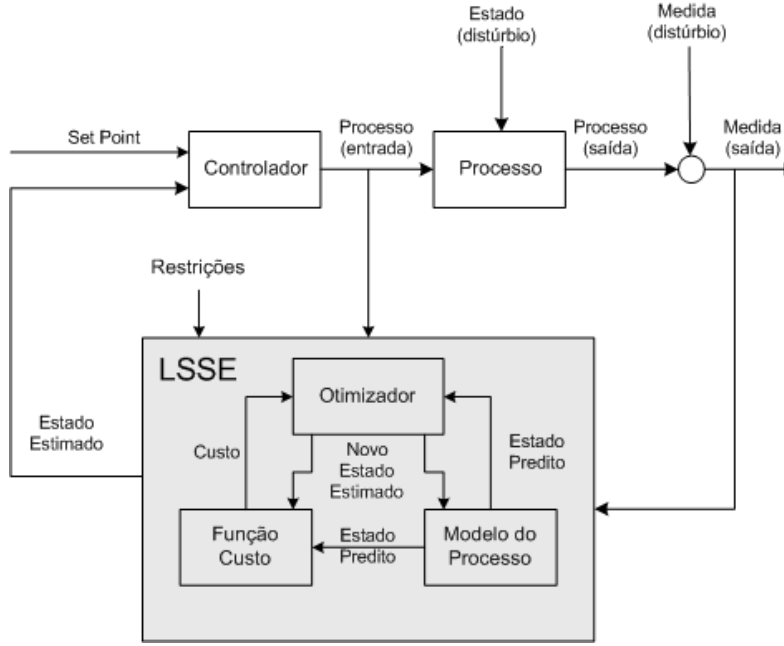 Estado
(distúrbio)
Medida
(distúrbio)
Set Point
Controlador
Processo
(entrada)
Processo
Processo
(saída)
Medida
(saída)
Restrições
LSSE
Otimizador
Estado
Estimado
Custo
Novo
Estado
Estimado
Estado
Predito
Função
Custo
Estado
Predito
Modelo do
Processo